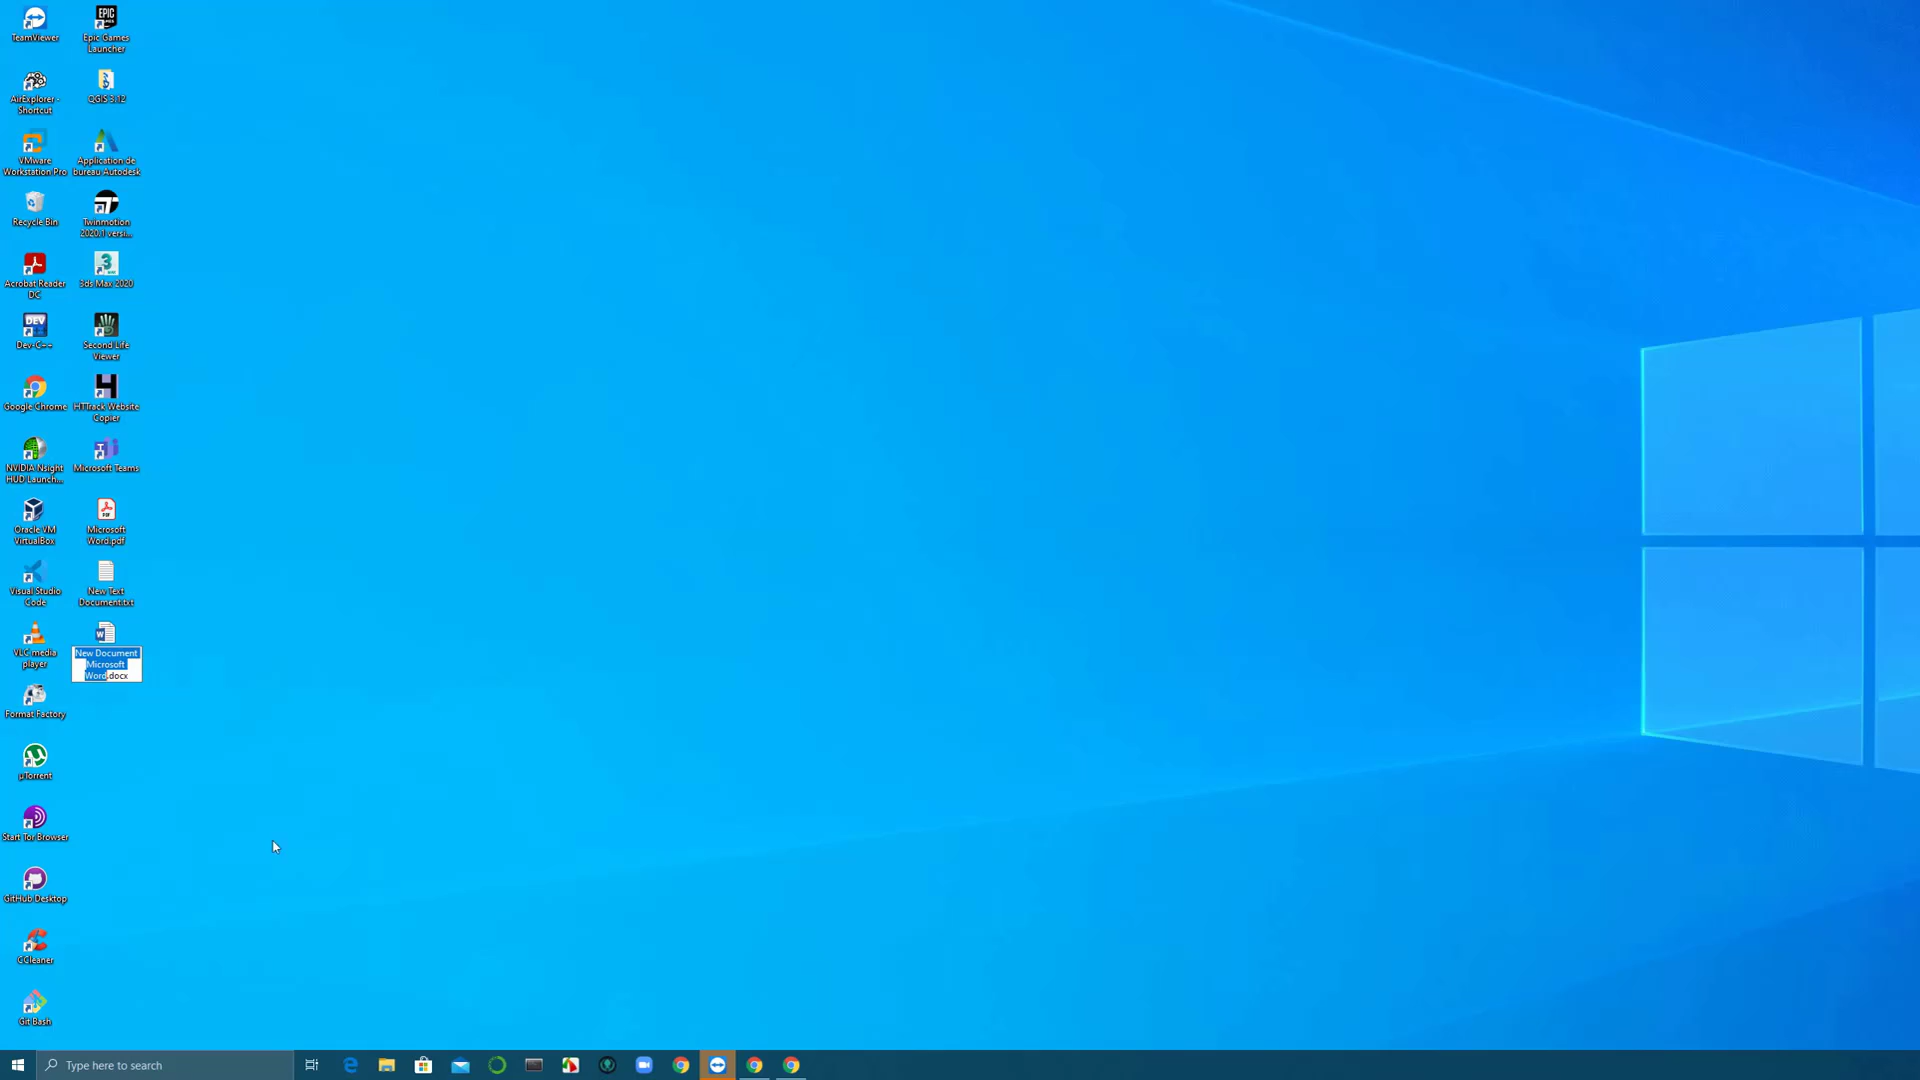 TeamViewer
EPIC
GAMES
Epic Games
Launcher
AirExplorer -
Shortcut
QGIS 3.12
VMware
Workstation Pro
Application de
bureau Autodesk
Recycle Bin
Twinmotion
2020.1 versi...
Acrobat Reader
DC
3
3ds Max 2020
DEV
Dev-C++
Second Life
Viewer
Google Chrome
HTTrack Website
Copier
NVIDIA Nsight
HUD Launch...
Microsoft Teams
Oracle VM
VirtualBox
PDF
Microsoft
Word.pdf
Visual Studio
Code
New Text
Document.txt
VLC media
player
W
New Document
Microsoft
Word.docx
Format Factory
µTorrent
Start Tor Browser
GitHub Desktop
CCleaner
Git Bash
Type here to search